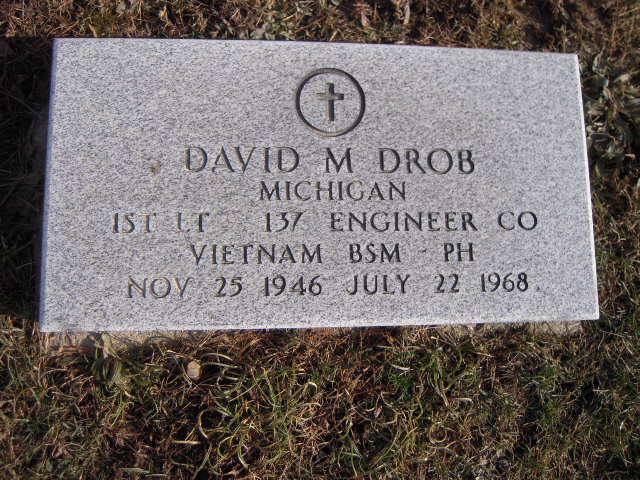 DAVID M DROB
MICHIGAN
1ST LT 137 ENGINEER CO
VIETNAM BSM PH
NOV 25 1946 JULY 22 1968